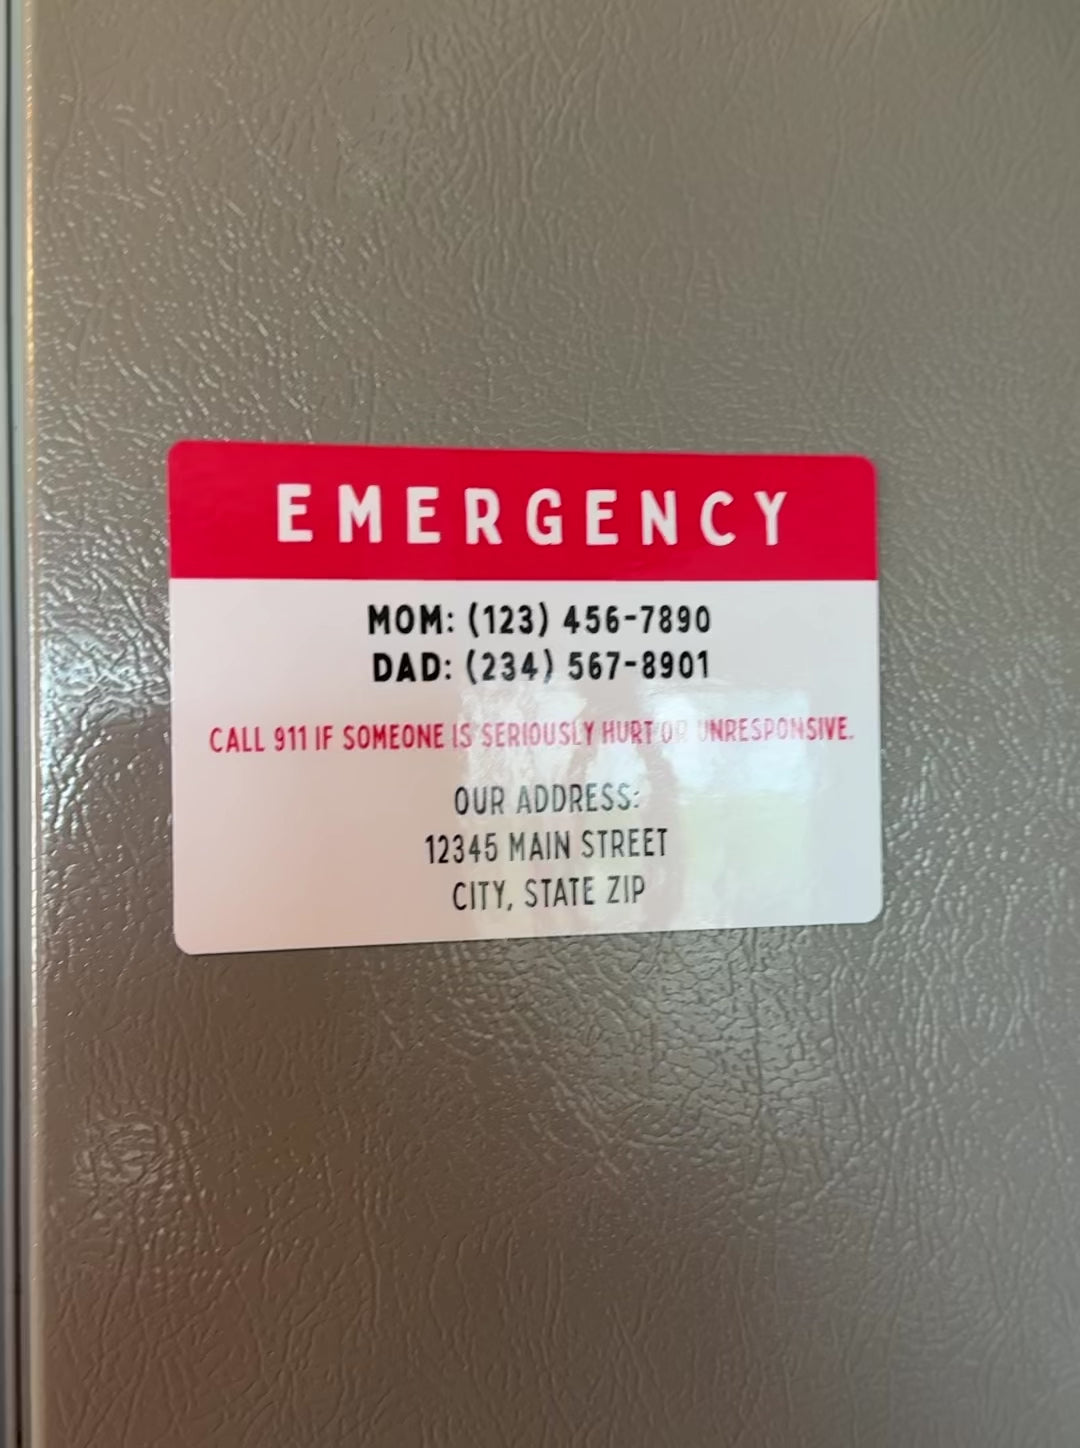 EMERGENCY
MOM: (123) 456-7890
DAD: (234) 567-8901
CALL 911 IF SOMEONE IS SERIOUSLY HURT OR UNRESPONSIVE.
OUR ADDRESS:
12345 MAIN STREET
CITY, STATE ZIP